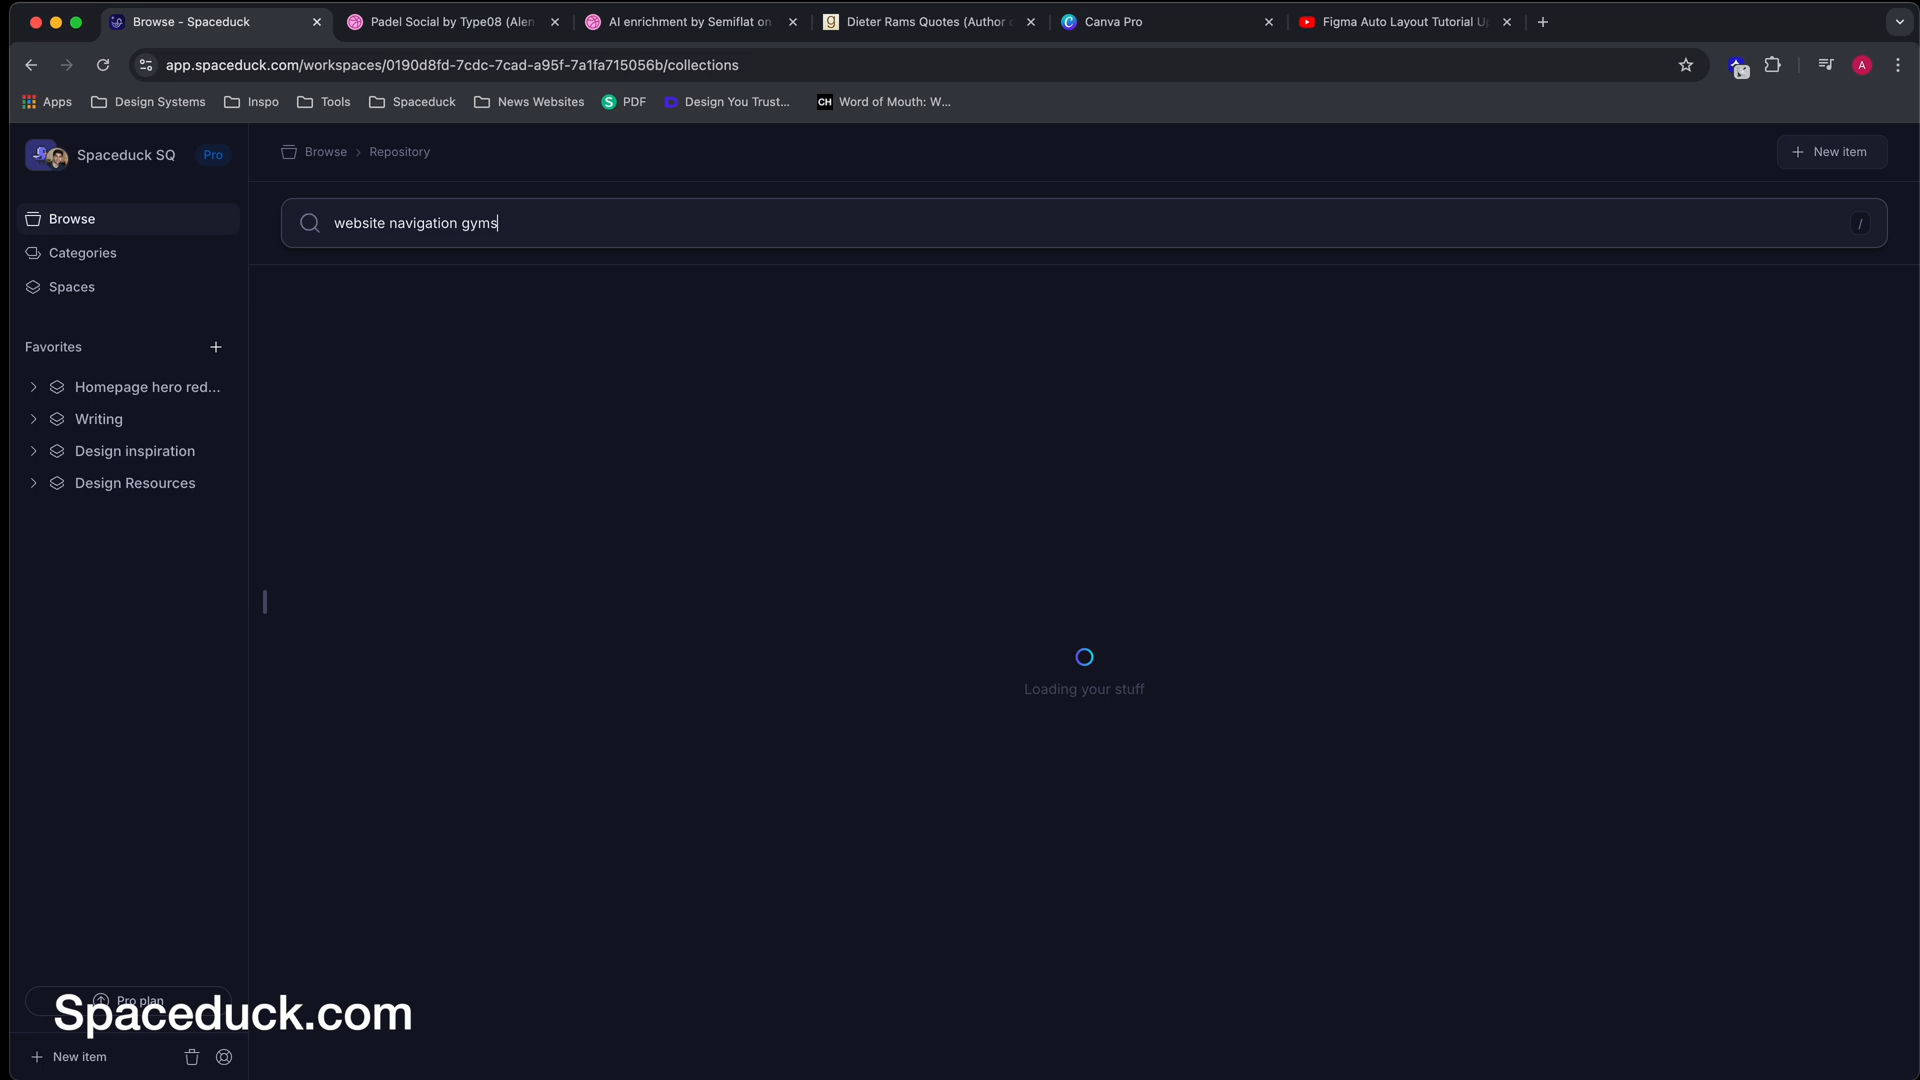 Browse - Spaceduck
Padel Social by Type08 (Alen
AI enrichment by Semiflat on
Dieter Rams Quotes (Author o
Canva Pro
Figma Auto Layout Tutorial U
app.spaceduck.com/workspaces/0190d8fd-7cdc-7cad-a95f-7a1fa715056b/collections
A
Apps
Design Systems
Inspo
Tools
Spaceduck
News Websites
S PDF
Design You Trust...
CH Word of Mouth: W...
Spaceduck SQ Pro
Browse > Repository
+ New item
website navigation gyms
/
Browse
Categories
Spaces
Favorites +
Homepage hero red...
Writing
Design inspiration
Design Resources
Loading your stuff
Pro plan
Spaceduck.com
+ New item